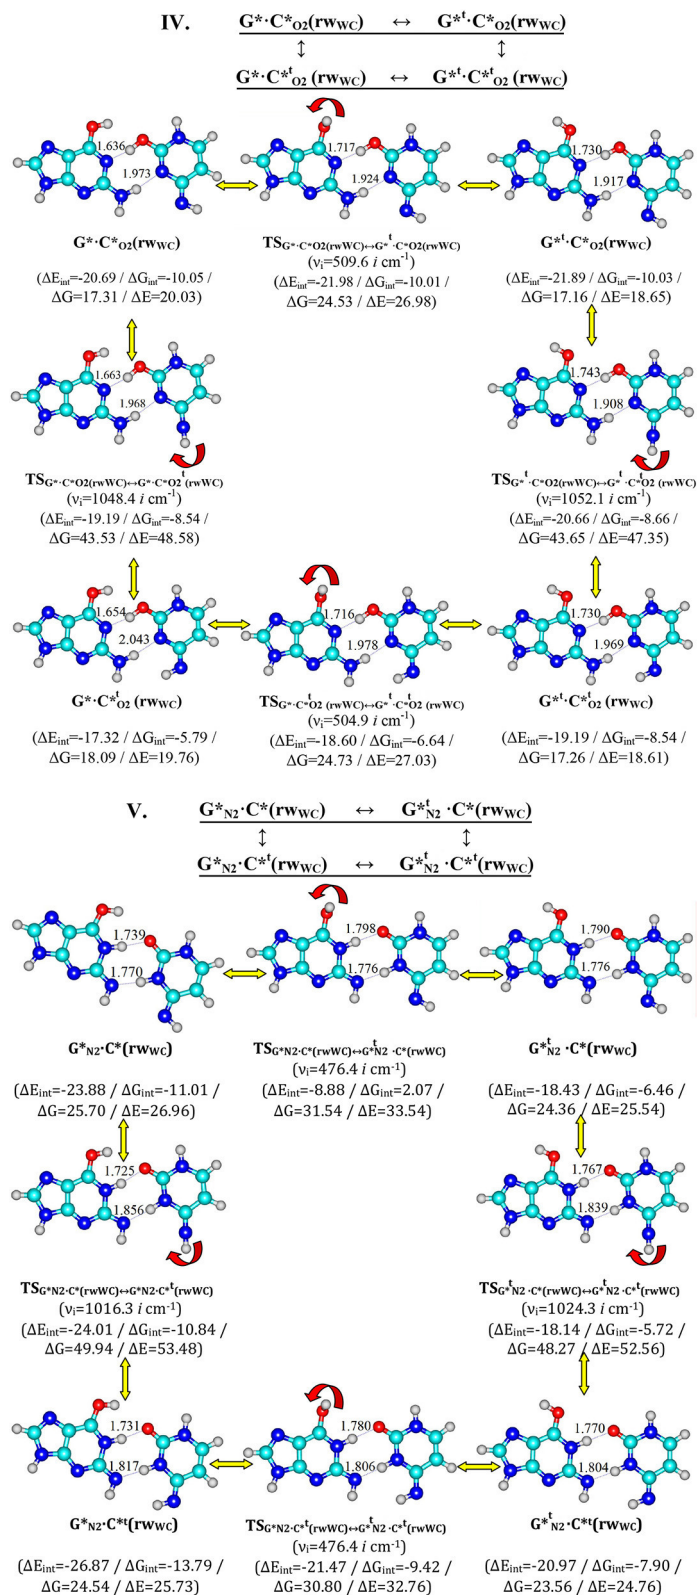 IV. G*·C*O2(rwWC) ↔ G*t·C*O2(rwWC)
↕ ↕
G*·C*tO2(rwWC) ↔ G*t·C*tO2(rwWC)
1.636
1.973
1.717
1.924
1.730
1.917
G*·C*O2(rwWC)
TSG*·C*O2(rwWC)↔G*t·C*O2(rwWC)
(νi=509.6 i cm-1)
G*t·C*O2(rwWC)
(ΔEint=-20.69 / ΔGint=-10.05 /
ΔG=17.31 / ΔE=20.03)
(ΔEint=-21.98 / ΔGint=-10.01 /
ΔG=24.53 / ΔE=26.98)
(ΔEint=-21.89 / ΔGint=-10.03 /
ΔG=17.16 / ΔE=18.65)
1.663
1.968
1.743
1.908
TSG*·C*O2(rwWC)↔G*·C*O2t(rwWC)
(νi=1048.4 i cm-1)
(ΔEint=-19.19 / ΔGint=-8.54 /
ΔG=43.53 / ΔE=48.58)
TSG*t·C*O2(rwWC)↔G*t·C*tO2(rwWC)
(νi=1052.1 i cm-1)
(ΔEint=-20.66 / ΔGint=-8.66 /
ΔG=43.65 / ΔE=47.35)
1.654
2.043
1.716
1.978
1.730
1.969
G*·C*tO2(rwWC)
TSG*·C*tO2(rwWC)↔G*t·C*tO2(rwWC)
(νi=504.9 i cm-1)
G*t·C*tO2(rwWC)
(ΔEint=-17.32 / ΔGint=-5.79 /
ΔG=18.09 / ΔE=19.76)
(ΔEint=-18.60 / ΔGint=-6.64 /
ΔG=24.73 / ΔE=27.03)
(ΔEint=-19.19 / ΔGint=-8.54 /
ΔG=17.26 / ΔE=18.61)
V. G*N2·C*(rwWC) ↔ G*tN2·C*(rwWC)
↕ ↕
G*N2·C*t(rwWC) ↔ G*tN2·C*t(rwWC)
1.739
1.770
1.798
1.776
1.790
1.776
G*N2·C*(rwWC)
TSG*N2·C*(rwWC)↔G*tN2·C*(rwWC)
(νi=476.4 i cm-1)
G*tN2·C*(rwWC)
(ΔEint=-23.88 / ΔGint=-11.01 /
ΔG=25.70 / ΔE=26.96)
(ΔEint=-8.88 / ΔGint=2.07 /
ΔG=31.54 / ΔE=33.54)
(ΔEint=-18.43 / ΔGint=-6.46 /
ΔG=24.36 / ΔE=25.54)
1.725
1.856
1.767
1.839
TSG*N2·C*(rwWC)↔G*N2·C*t(rwWC)
(νi=1016.3 i cm-1)
(ΔEint=-24.01 / ΔGint=-10.84 /
ΔG=49.94 / ΔE=53.48)
TSG*tN2·C*(rwWC)↔G*tN2·C*t(rwWC)
(νi=1024.3 i cm-1)
(ΔEint=-18.14 / ΔGint=-5.72 /
ΔG=48.27 / ΔE=52.56)
1.731
1.817
1.780
1.806
1.770
1.804
G*N2·C*t(rwWC)
TSG*N2·C*t(rwWC)↔G*tN2·C*t(rwWC)
(νi=476.4 i cm-1)
G*tN2·C*t(rwWC)
(ΔEint=-26.87 / ΔGint=-13.79 /
ΔG=24.54 / ΔE=25.73)
(ΔEint=-21.47 / ΔGint=-9.42 /
ΔG=30.80 / ΔE=32.76)
(ΔEint=-20.97 / ΔGint=-7.90 /
ΔG=23.56 / ΔE=24.76)